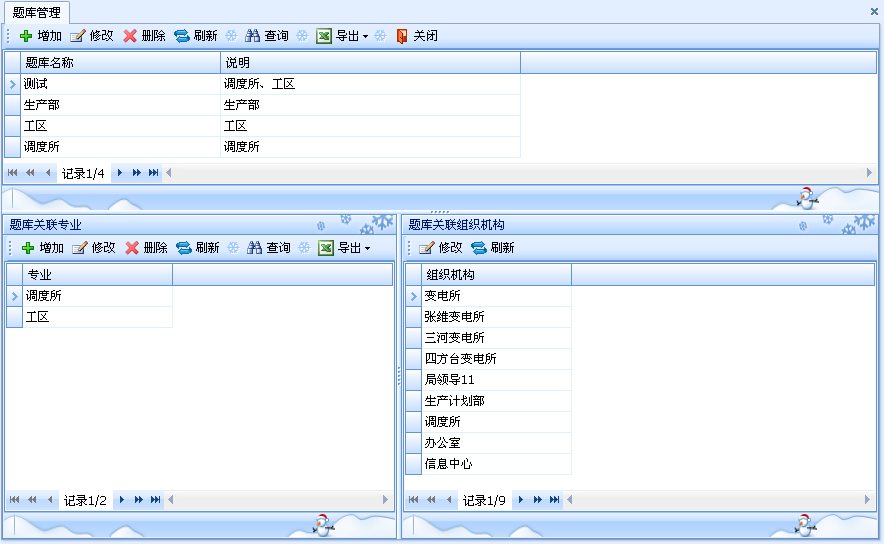 题库管理
增加 修改 删除 刷新 查询 导出 关闭
题库名称 说明
测试 调度所、工区
生产部 生产部
工区 工区
调度所 调度所
记录1/4
题库关联专业
增加 修改 删除 刷新 查询 导出
专业
调度所
工区
记录1/2
题库关联组织机构
修改 刷新
组织机构
变电所
张维变电所
三河变电所
四方台变电所
局领导11
生产计划部
调度所
办公室
信息中心
记录1/9